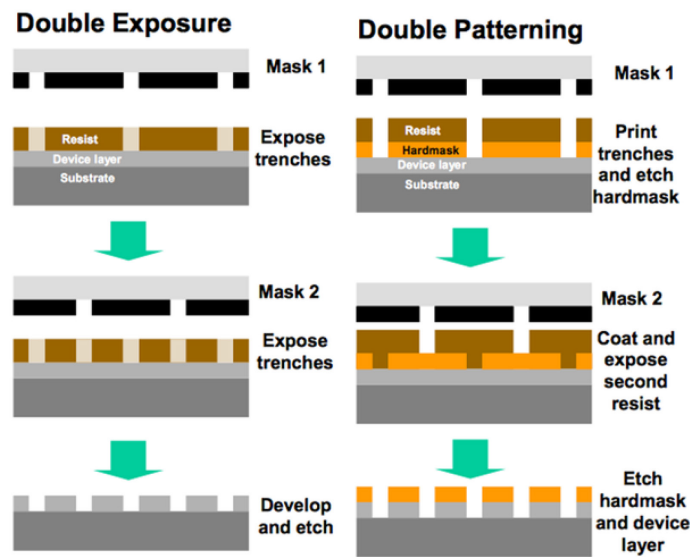 Double Exposure
Mask 1
Resist
Device layer
Substrate
Expose
trenches
Mask 2
Expose
trenches
Develop
and etch
Double Patterning
Mask 1
Resist
Hardmask
Device layer
Substrate
Print
trenches
and etch
hardmask
Mask 2
Coat and
expose
second
resist
Etch
hardmask
and device
layer